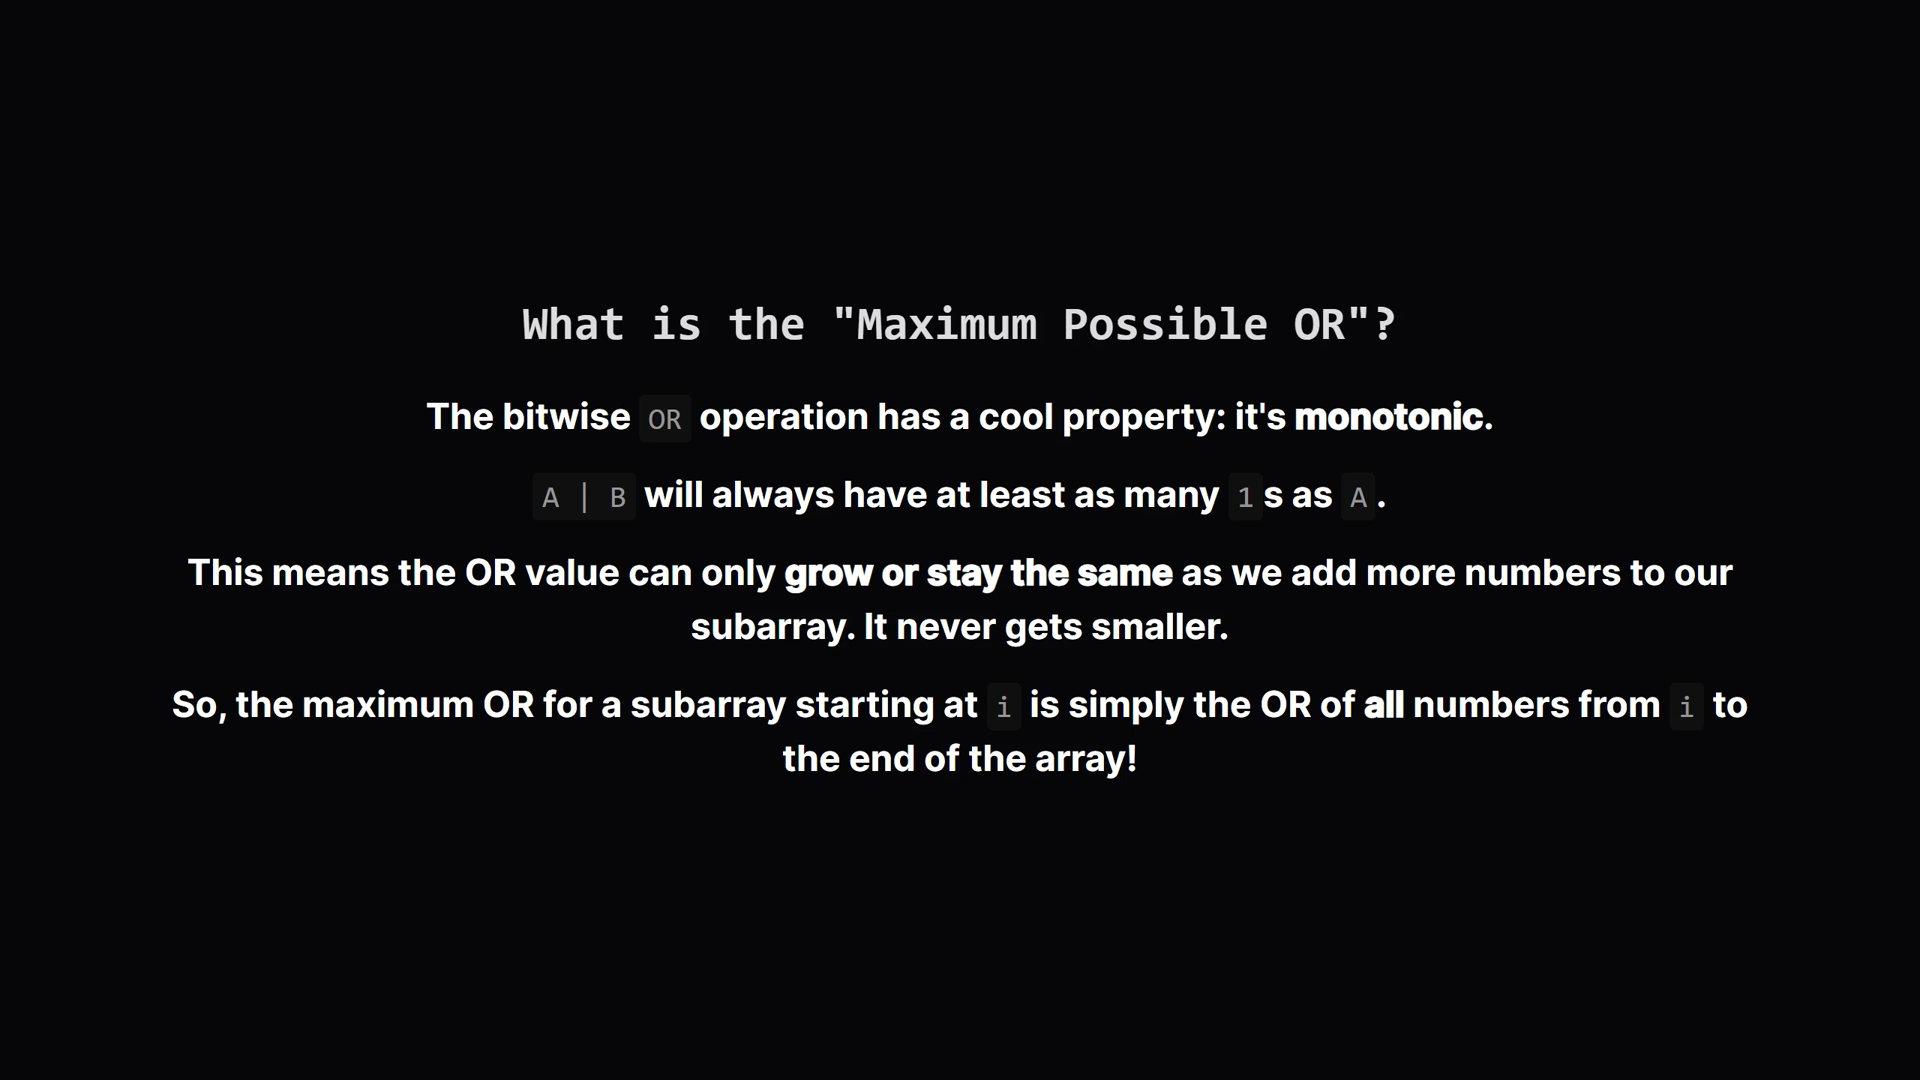 What is the "Maximum Possible OR"?
The bitwise OR operation has a cool property: it's monotonic.
A | B will always have at least as many 1s as A.
This means the OR value can only grow or stay the same as we add more numbers to our
subarray. It never gets smaller.
So, the maximum OR for a subarray starting at i is simply the OR of all numbers from i to
the end of the array!